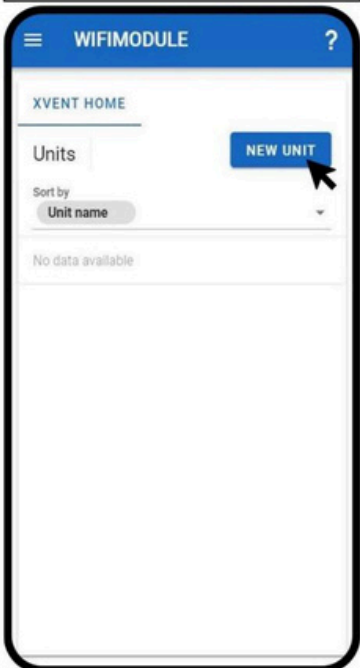 WIFIMODULE ?
XVENT HOME
Units
NEW UNIT
Sort by
Unit name
No data available